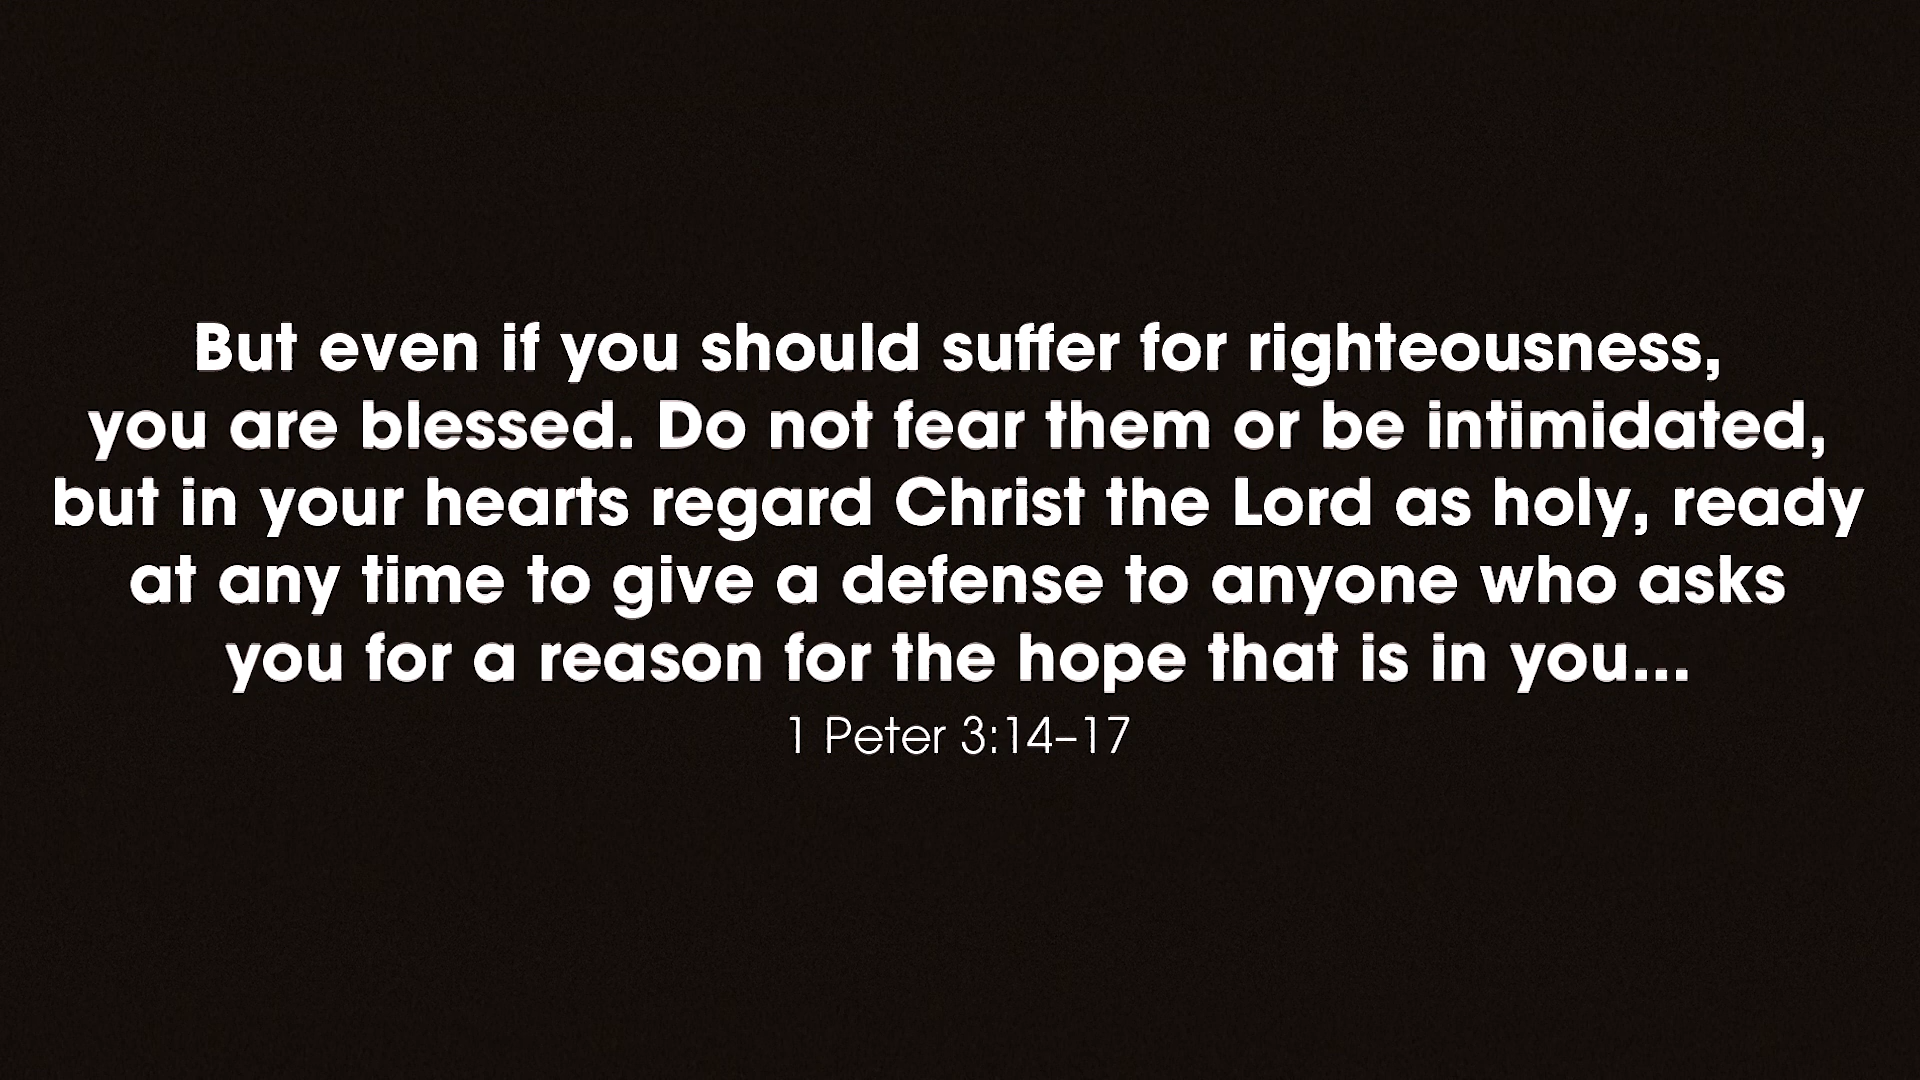 But even if you should suffer for righteousness,
you are blessed. Do not fear them or be intimidated,
but in your hearts regard Christ the Lord as holy, ready
at any time to give a defense to anyone who asks
you for a reason for the hope that is in you...
1 Peter 3:14–17